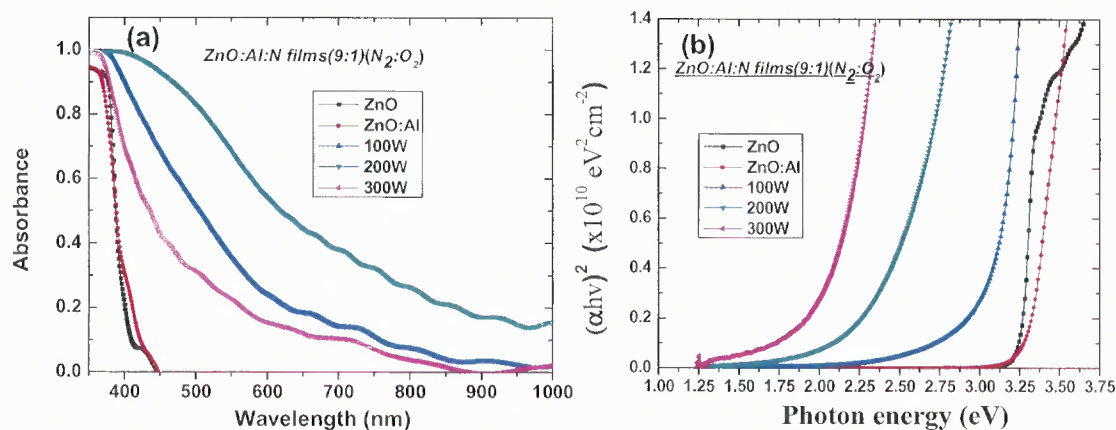 (a)
ZnO:Al:N films(9:1)(N2:O2)
ZnO
ZnO:Al
100W
200W
300W
Absorbance
1.0
0.8
0.6
0.4
0.2
0.0
400 500 600 700 800 900 1000
Wavelength (nm)
(b)
ZnO:Al:N films(9:1)(N2:O2)
ZnO
ZnO:Al
100W
200W
300W
(αhν)2 (x1010 eV2cm-2)
1.4
1.2
1.0
0.8
0.6
0.4
0.2
0.0
1.00 1.25 1.50 1.75 2.00 2.25 2.50 2.75 3.00 3.25 3.50 3.75
Photon energy (eV)